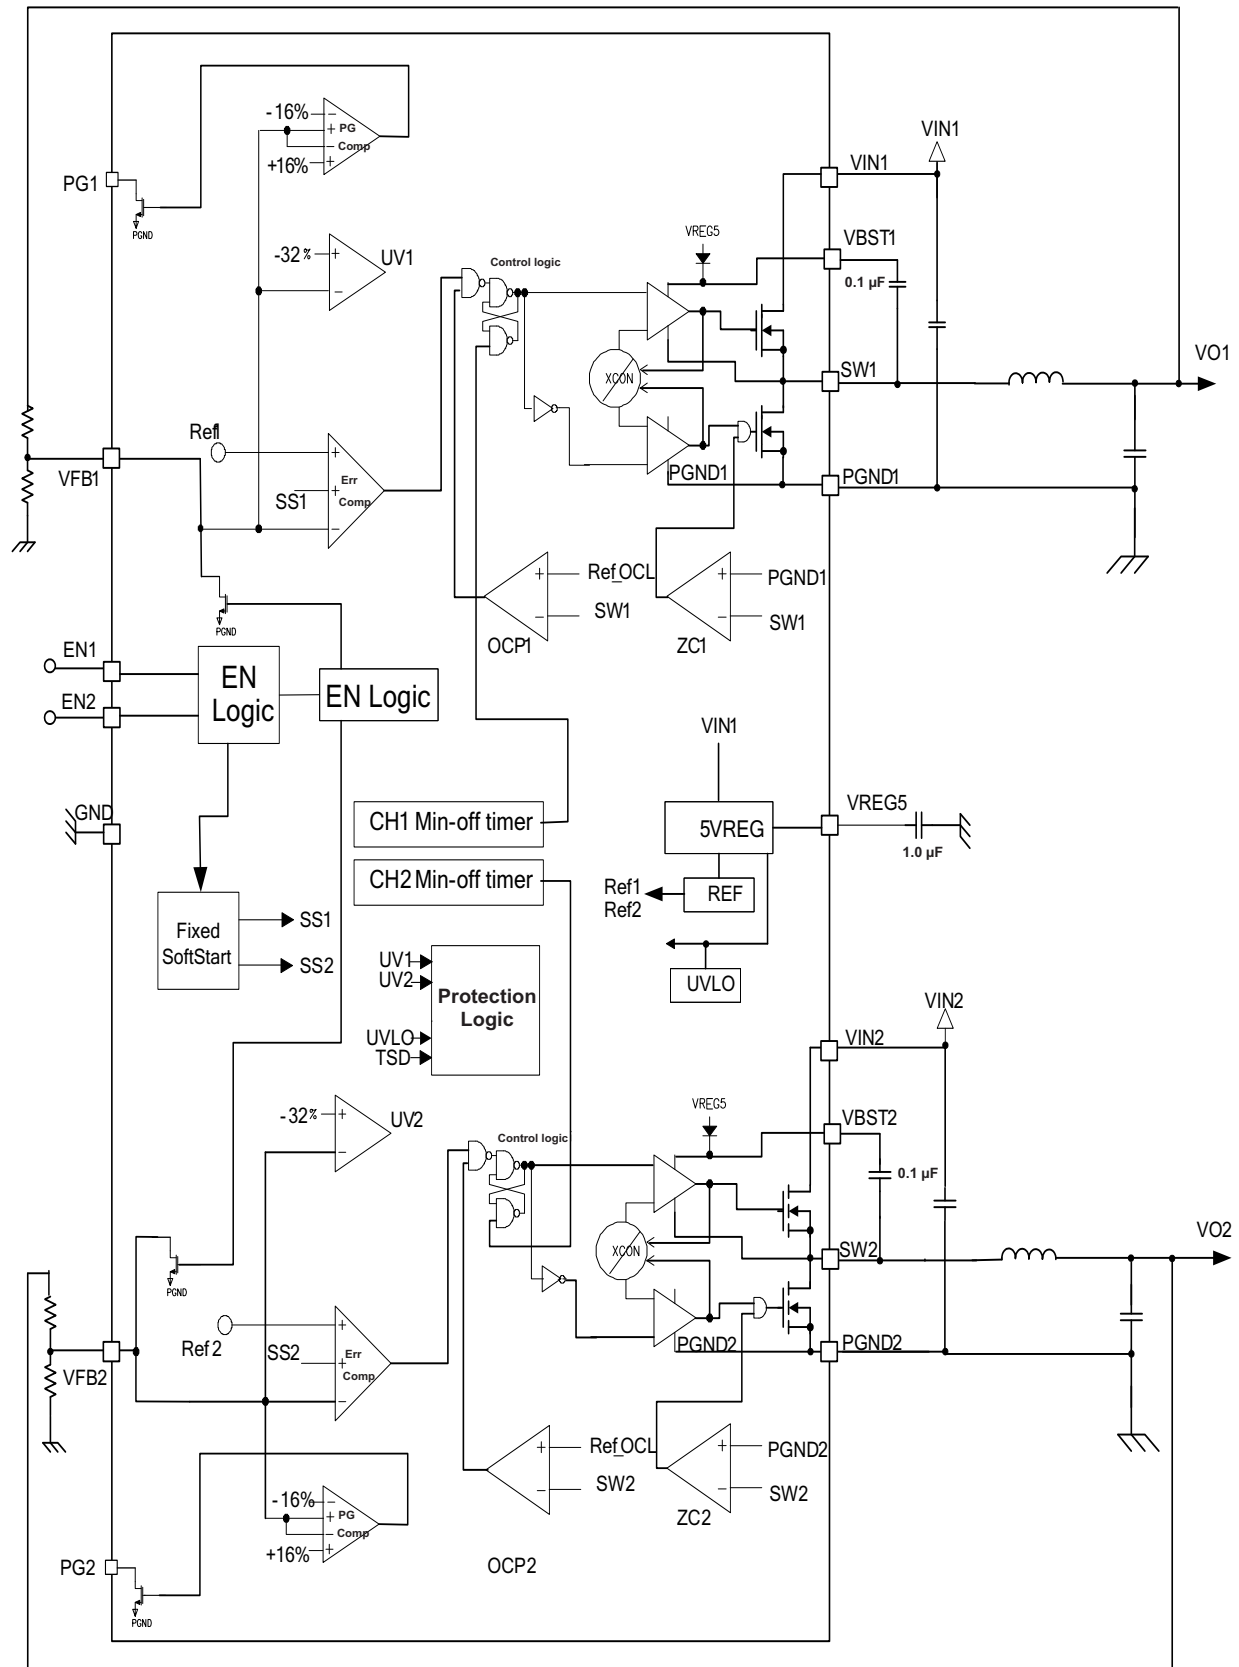 VIN1
-16%
PG
Comp
+16%
VIN1
PG1
PGND
VREG5
VBST1
-32%
UV1
Control logic
0.1 µF
VO1
XCON
SW1
Ref1
VFB1
Err
Comp
SS1
PGND1
PGND1
Ref_OCL
PGND1
SW1
SW1
OCP1
ZC1
PGND
EN1
EN
Logic
EN Logic
EN2
VIN1
GND
CH1 Min-off timer
5VREG
VREG5
1.0 µF
CH2 Min-off timer
Ref1
Ref2
REF
Fixed
SoftStart
SS1
SS2
UV1
UV2
Protection
Logic
UVLO
TSD
UVLO
VIN2
VIN2
-32%
UV2
VREG5
VBST2
Control logic
0.1 µF
VO2
XCON
SW2
PGND
Ref2
SS2
Err
Comp
PGND2
PGND2
VFB2
Ref_OCL
PGND2
SW2
SW2
ZC2
-16%
PG
Comp
+16%
OCP2
PG2
PGND